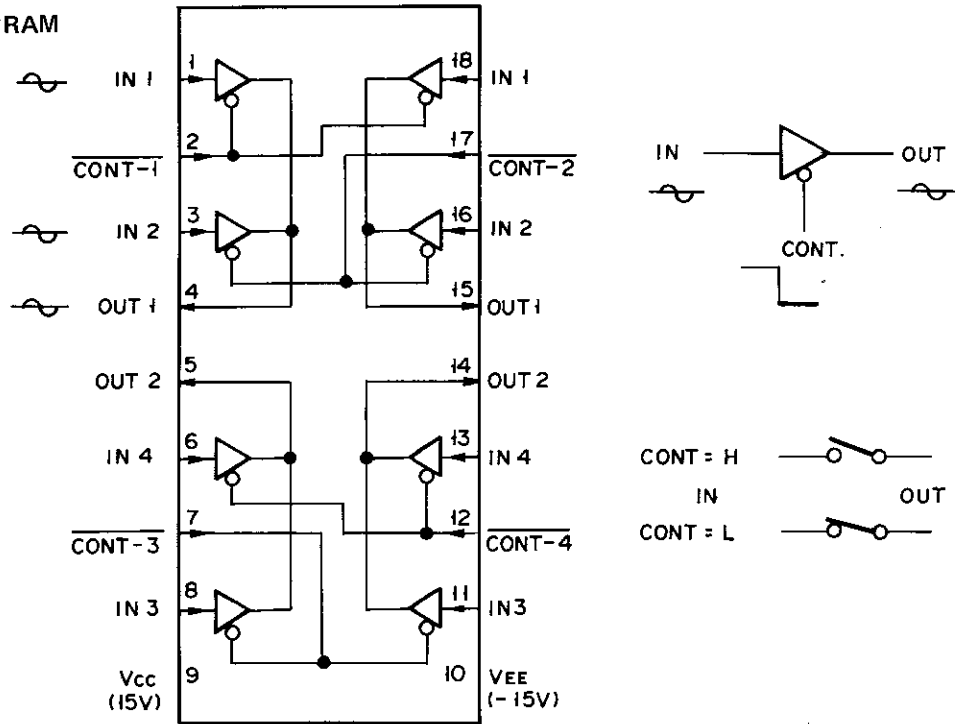 RAM
1
IN 1
2
CONT-1
3
IN 2
4
OUT 1
5
OUT 2
6
IN 4
7
CONT-3
8
IN 3
9
VCC
(15V)
18
IN 1
17
CONT-2
16
IN 2
15
OUT 1
14
OUT 2
13
IN 4
12
CONT-4
11
IN3
10
VEE
(-15V)
IN
OUT
CONT.
CONT = H
IN
OUT
CONT = L